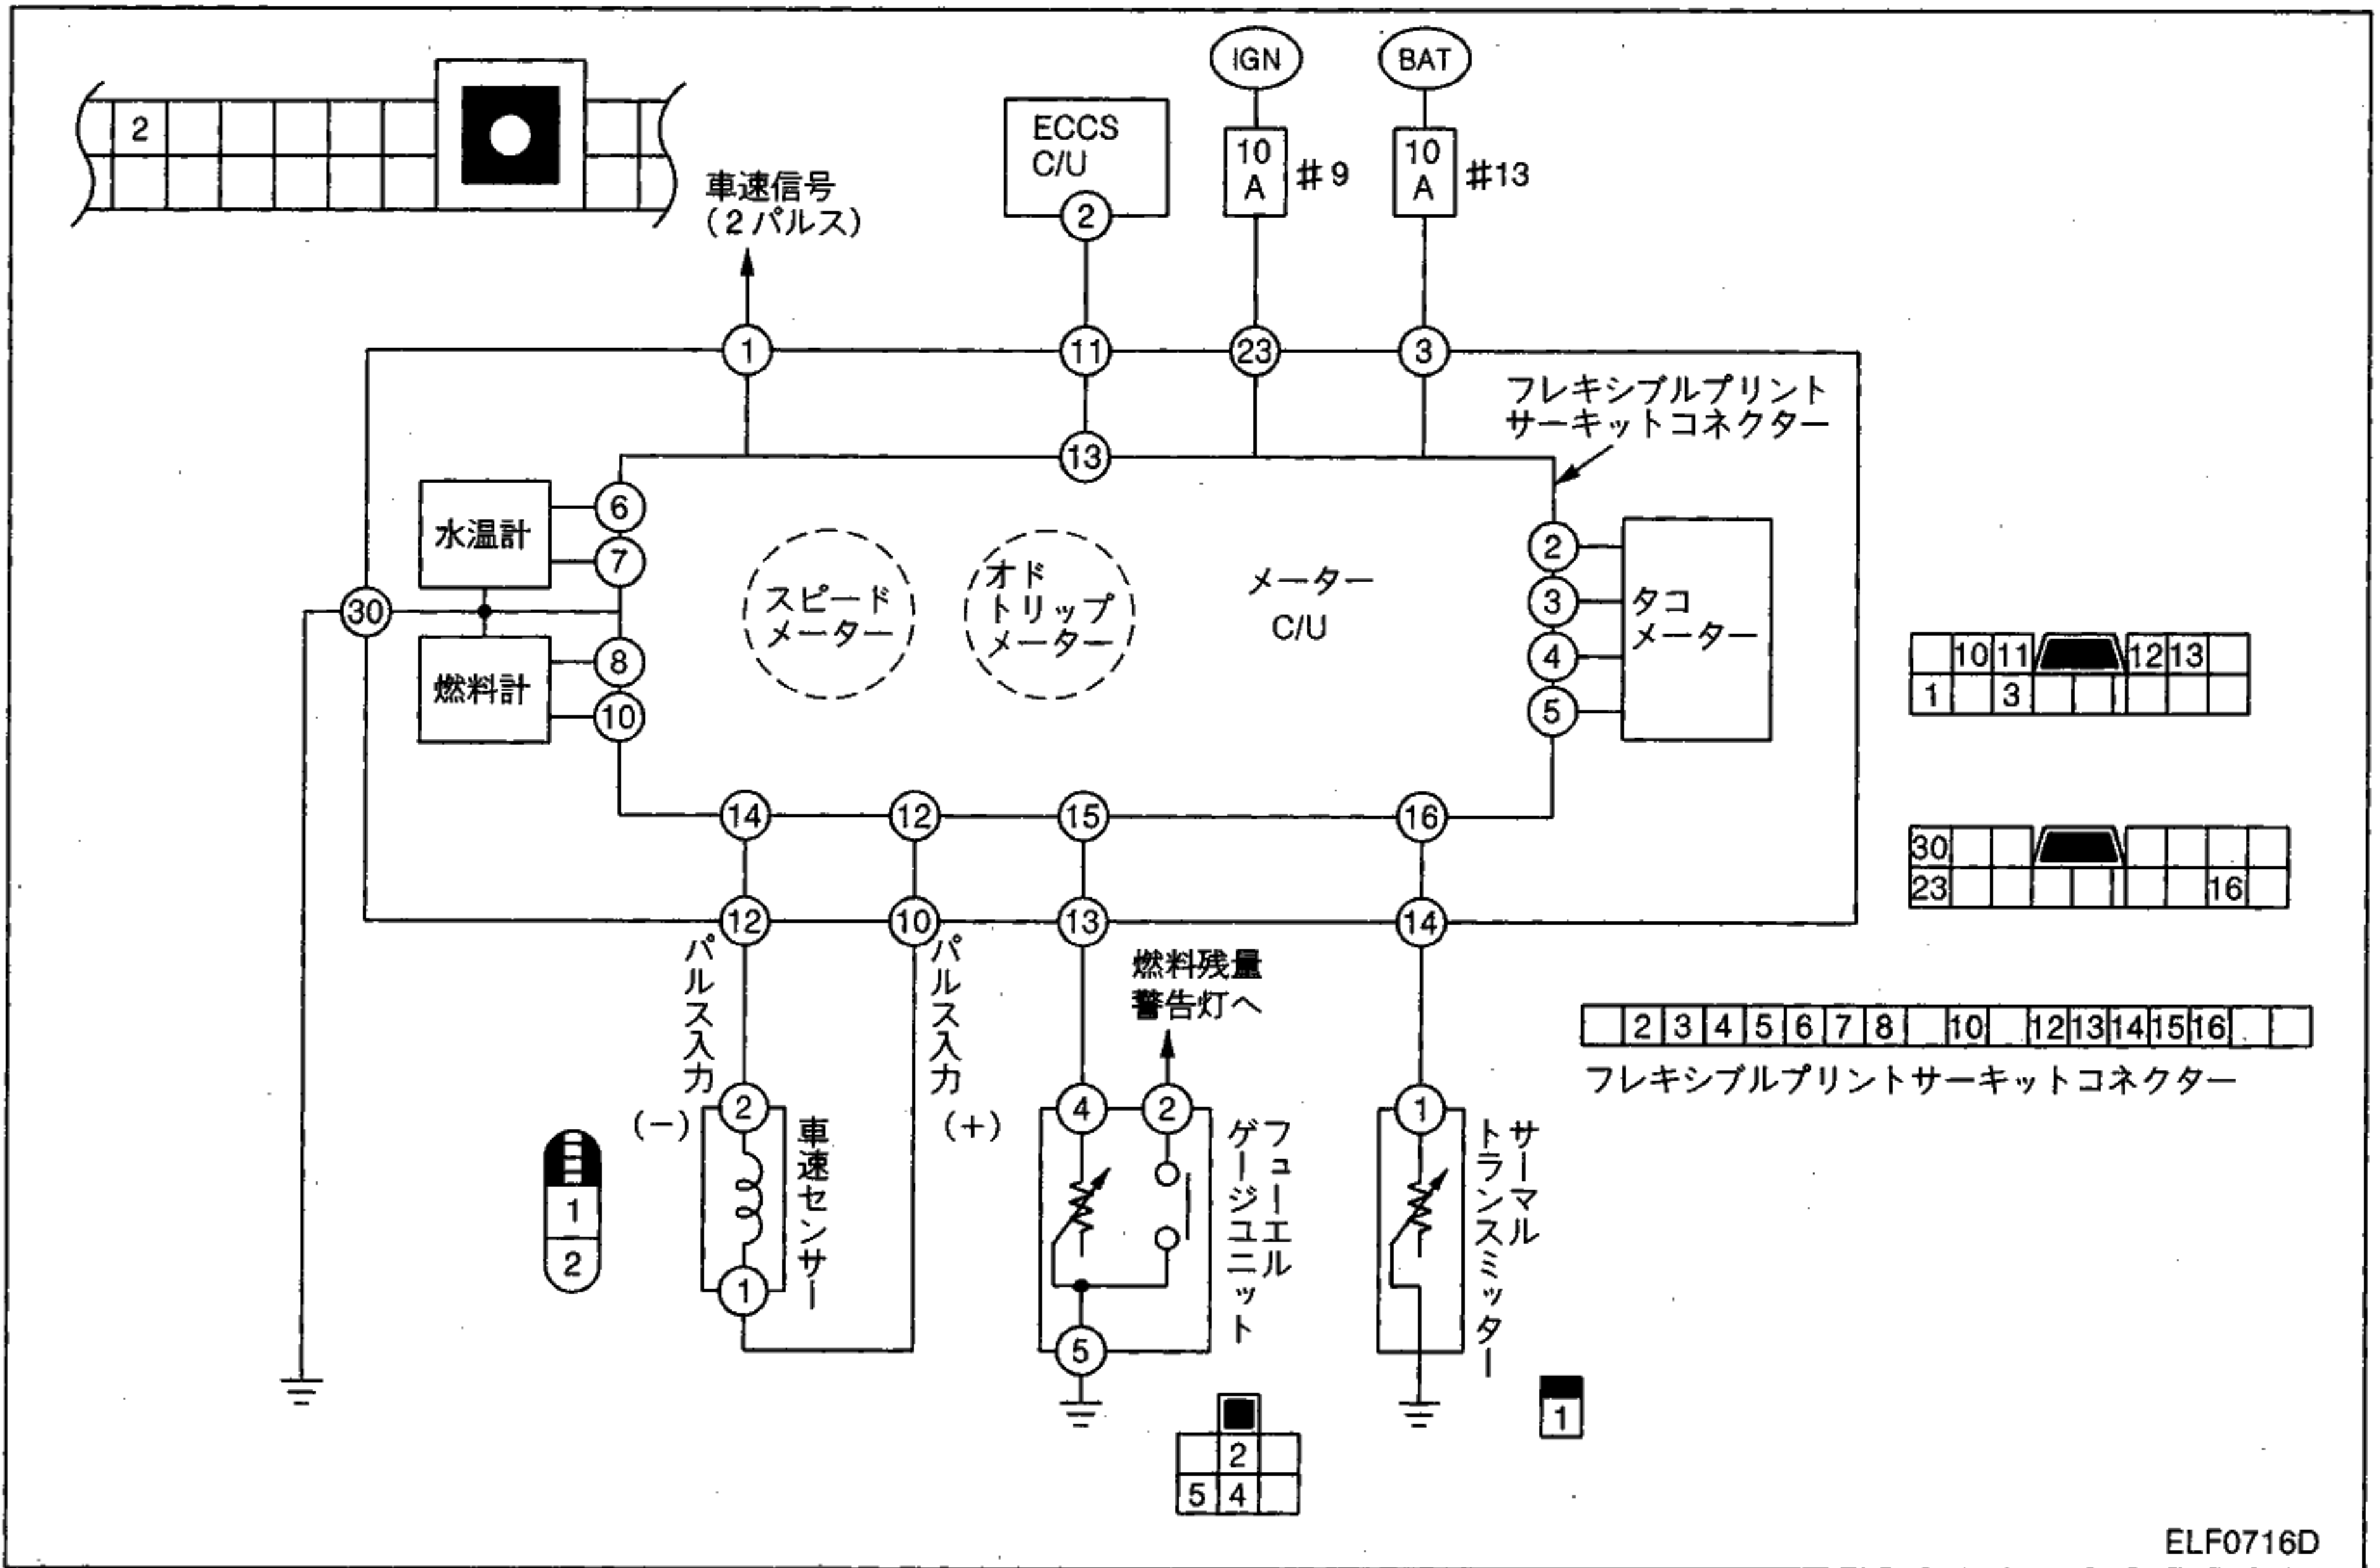 2
車速信号
(2パルス)
ECCS
C/U
2
IGN
10
A
#9
BAT
10
A
#13
1
11
23
3
フレキシブルプリント
サーキットコネクター
13
水温計
6
7
30
燃料計
8
10
スピード
メーター
オド
トリップ
メーター
メーター
C/U
2
3
4
5
タコ
メーター
10 11 12 13
1 3
30
23 16
14
12
15
16
12
10
13
14
パルス入力
(−)
パルス入力
(+)
燃料残量
警告灯へ
2 3 4 5 6 7 8 10 12 13 14 15 16
フレキシブルプリントサーキットコネクター
1
2
2
1
車速センサー
4
2
5
フューエル
ゲージユニット
1
サーマル
トランスミッター
1
2
5 4
ELF0716D